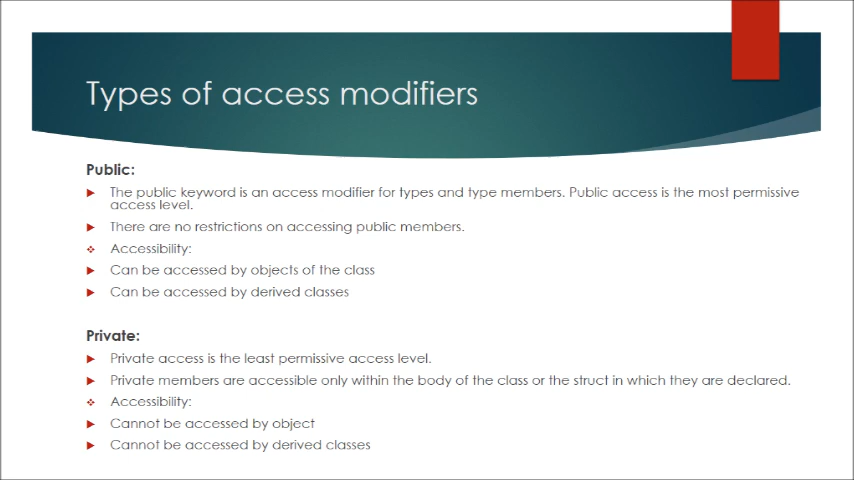 Types of access modifiers
Public:
The public keyword is an access modifier for types and type members. Public access is the most permissive
access level.
There are no restrictions on accessing public members.
Accessibility:
Can be accessed by objects of the class
Can be accessed by derived classes
Private:
Private access is the least permissive access level.
Private members are accessible only within the body of the class or the struct in which they are declared.
Accessibility:
Cannot be accessed by object
Cannot be accessed by derived classes